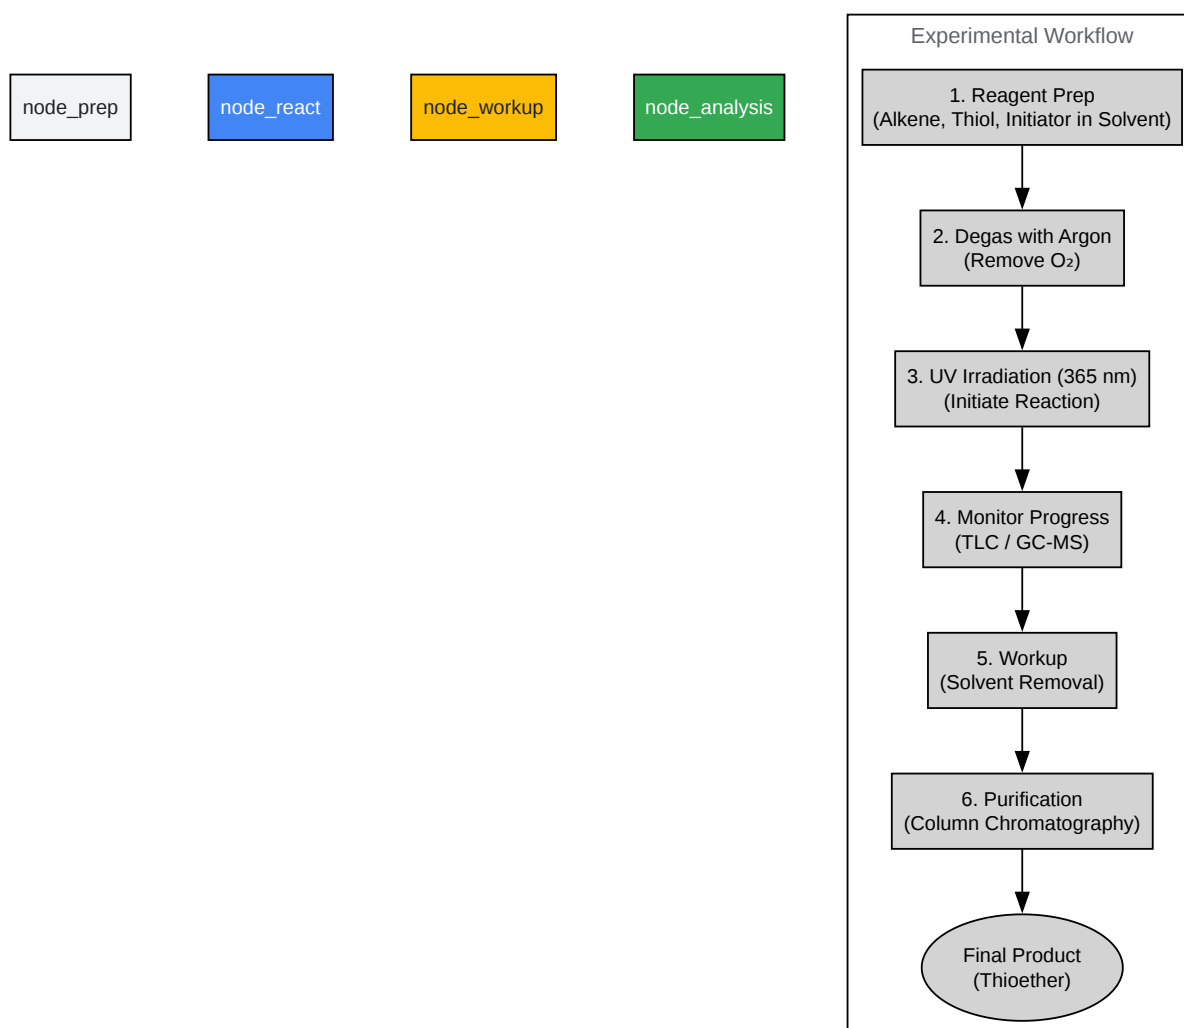 Experimental Workflow
node_prep
node_react
node_workup
node_analysis
1. Reagent Prep
(Alkene, Thiol, Initiator in Solvent)
2. Degas with Argon
(Remove O₂)
3. UV Irradiation (365 nm)
(Initiate Reaction)
4. Monitor Progress
(TLC / GC-MS)
5. Workup
(Solvent Removal)
6. Purification
(Column Chromatography)
Final Product
(Thioether)